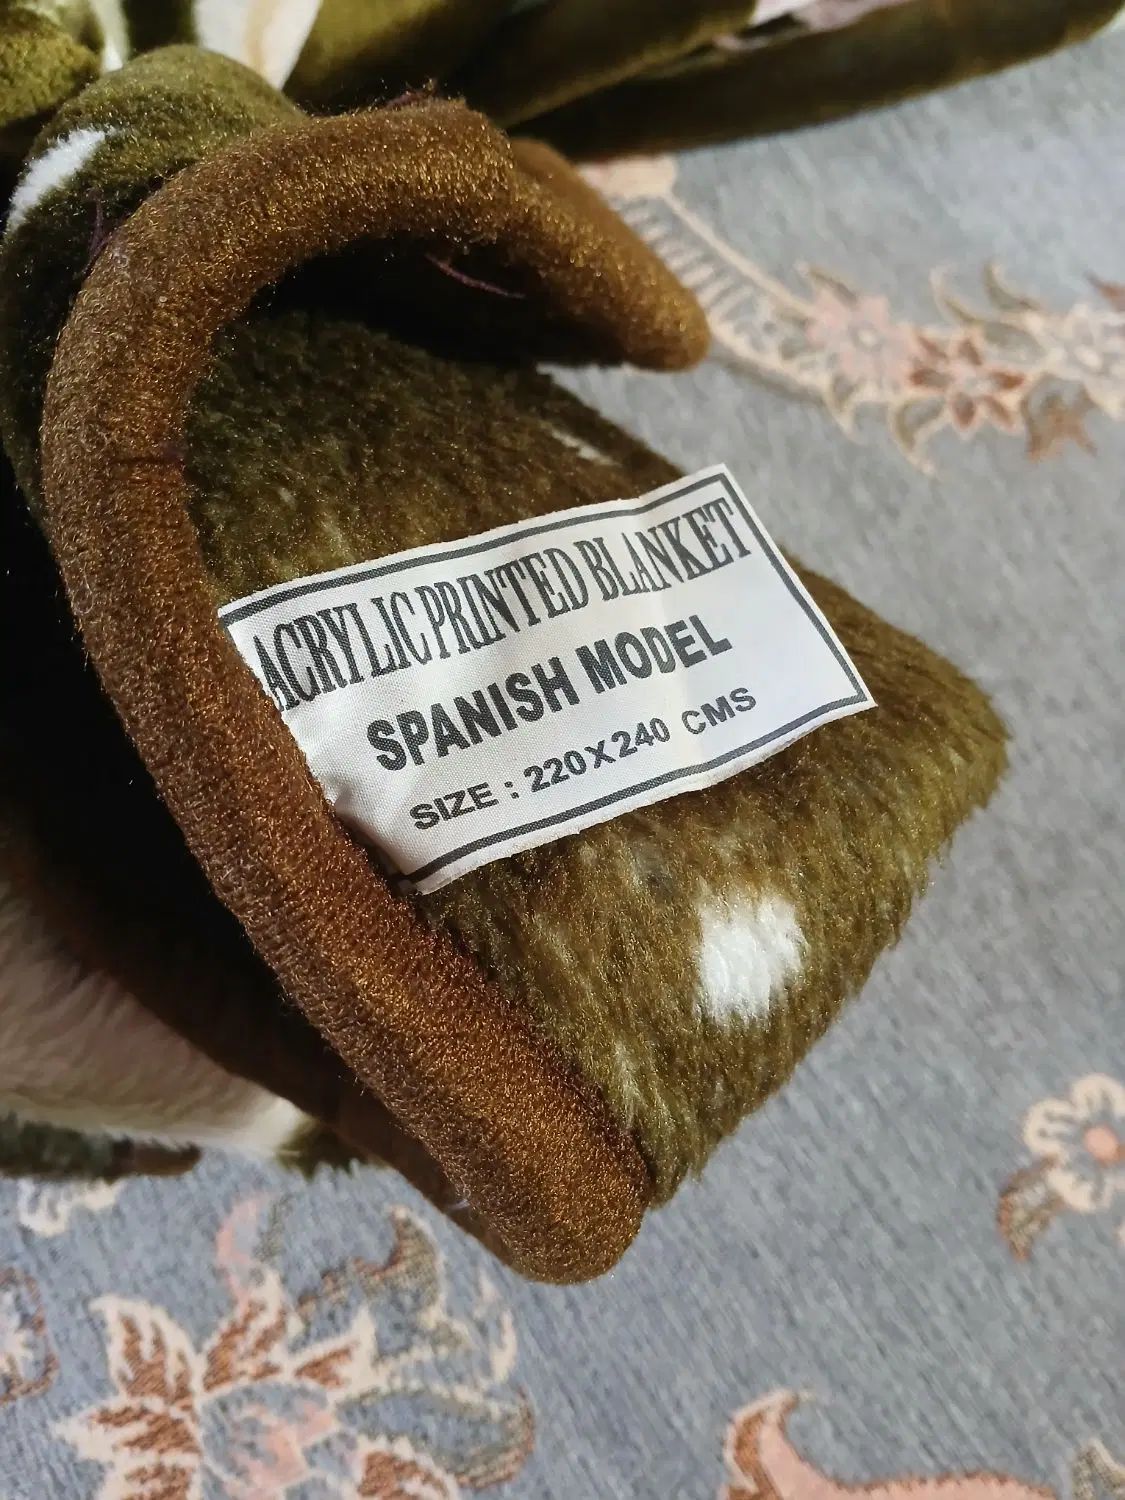 ACRYLIC PRINTED BLANKET
SPANISH MODEL
SIZE : 220X240 CMS